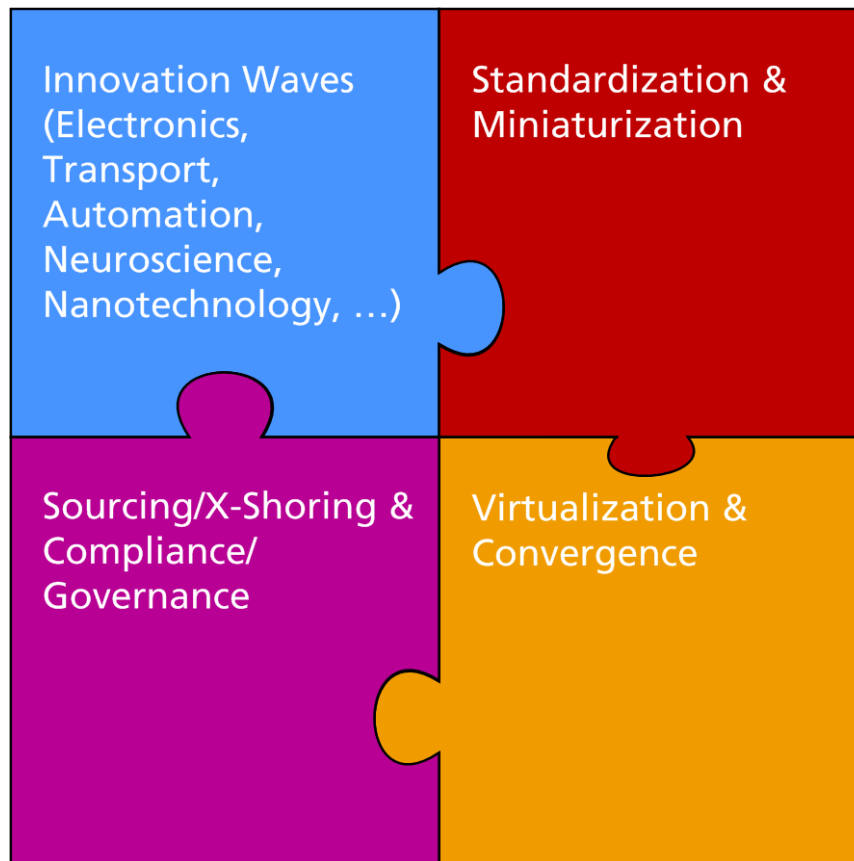 Innovation Waves
(Electronics,
Transport,
Automation,
Neuroscience,
Nanotechnology, …)
Standardization &
Miniaturization
Sourcing/X-Shoring &
Compliance/
Governance
Virtualization &
Convergence